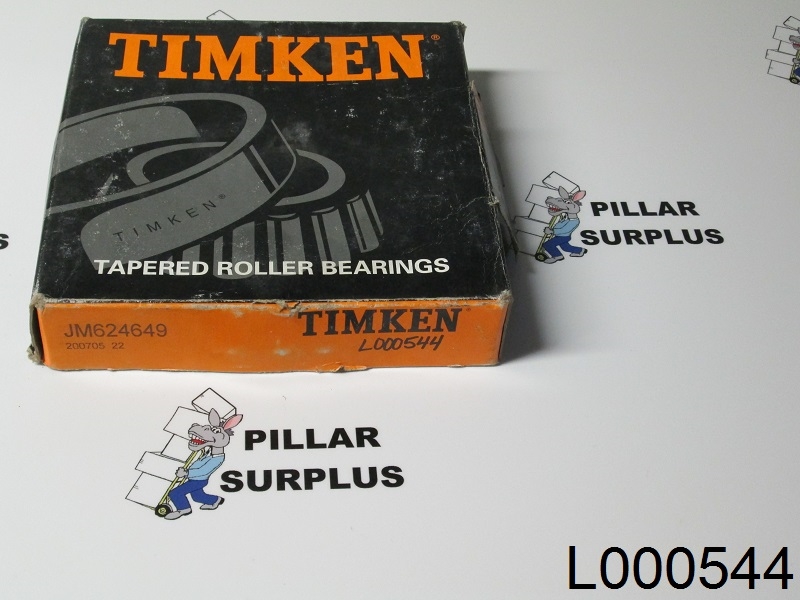 TIMKEN®
TIMKEN®
TAPERED ROLLER BEARINGS
JM624649
200705 22
TIMKEN®
L000544
PILLAR
SURPLUS
PILLAR
SURPLUS
S
L000544